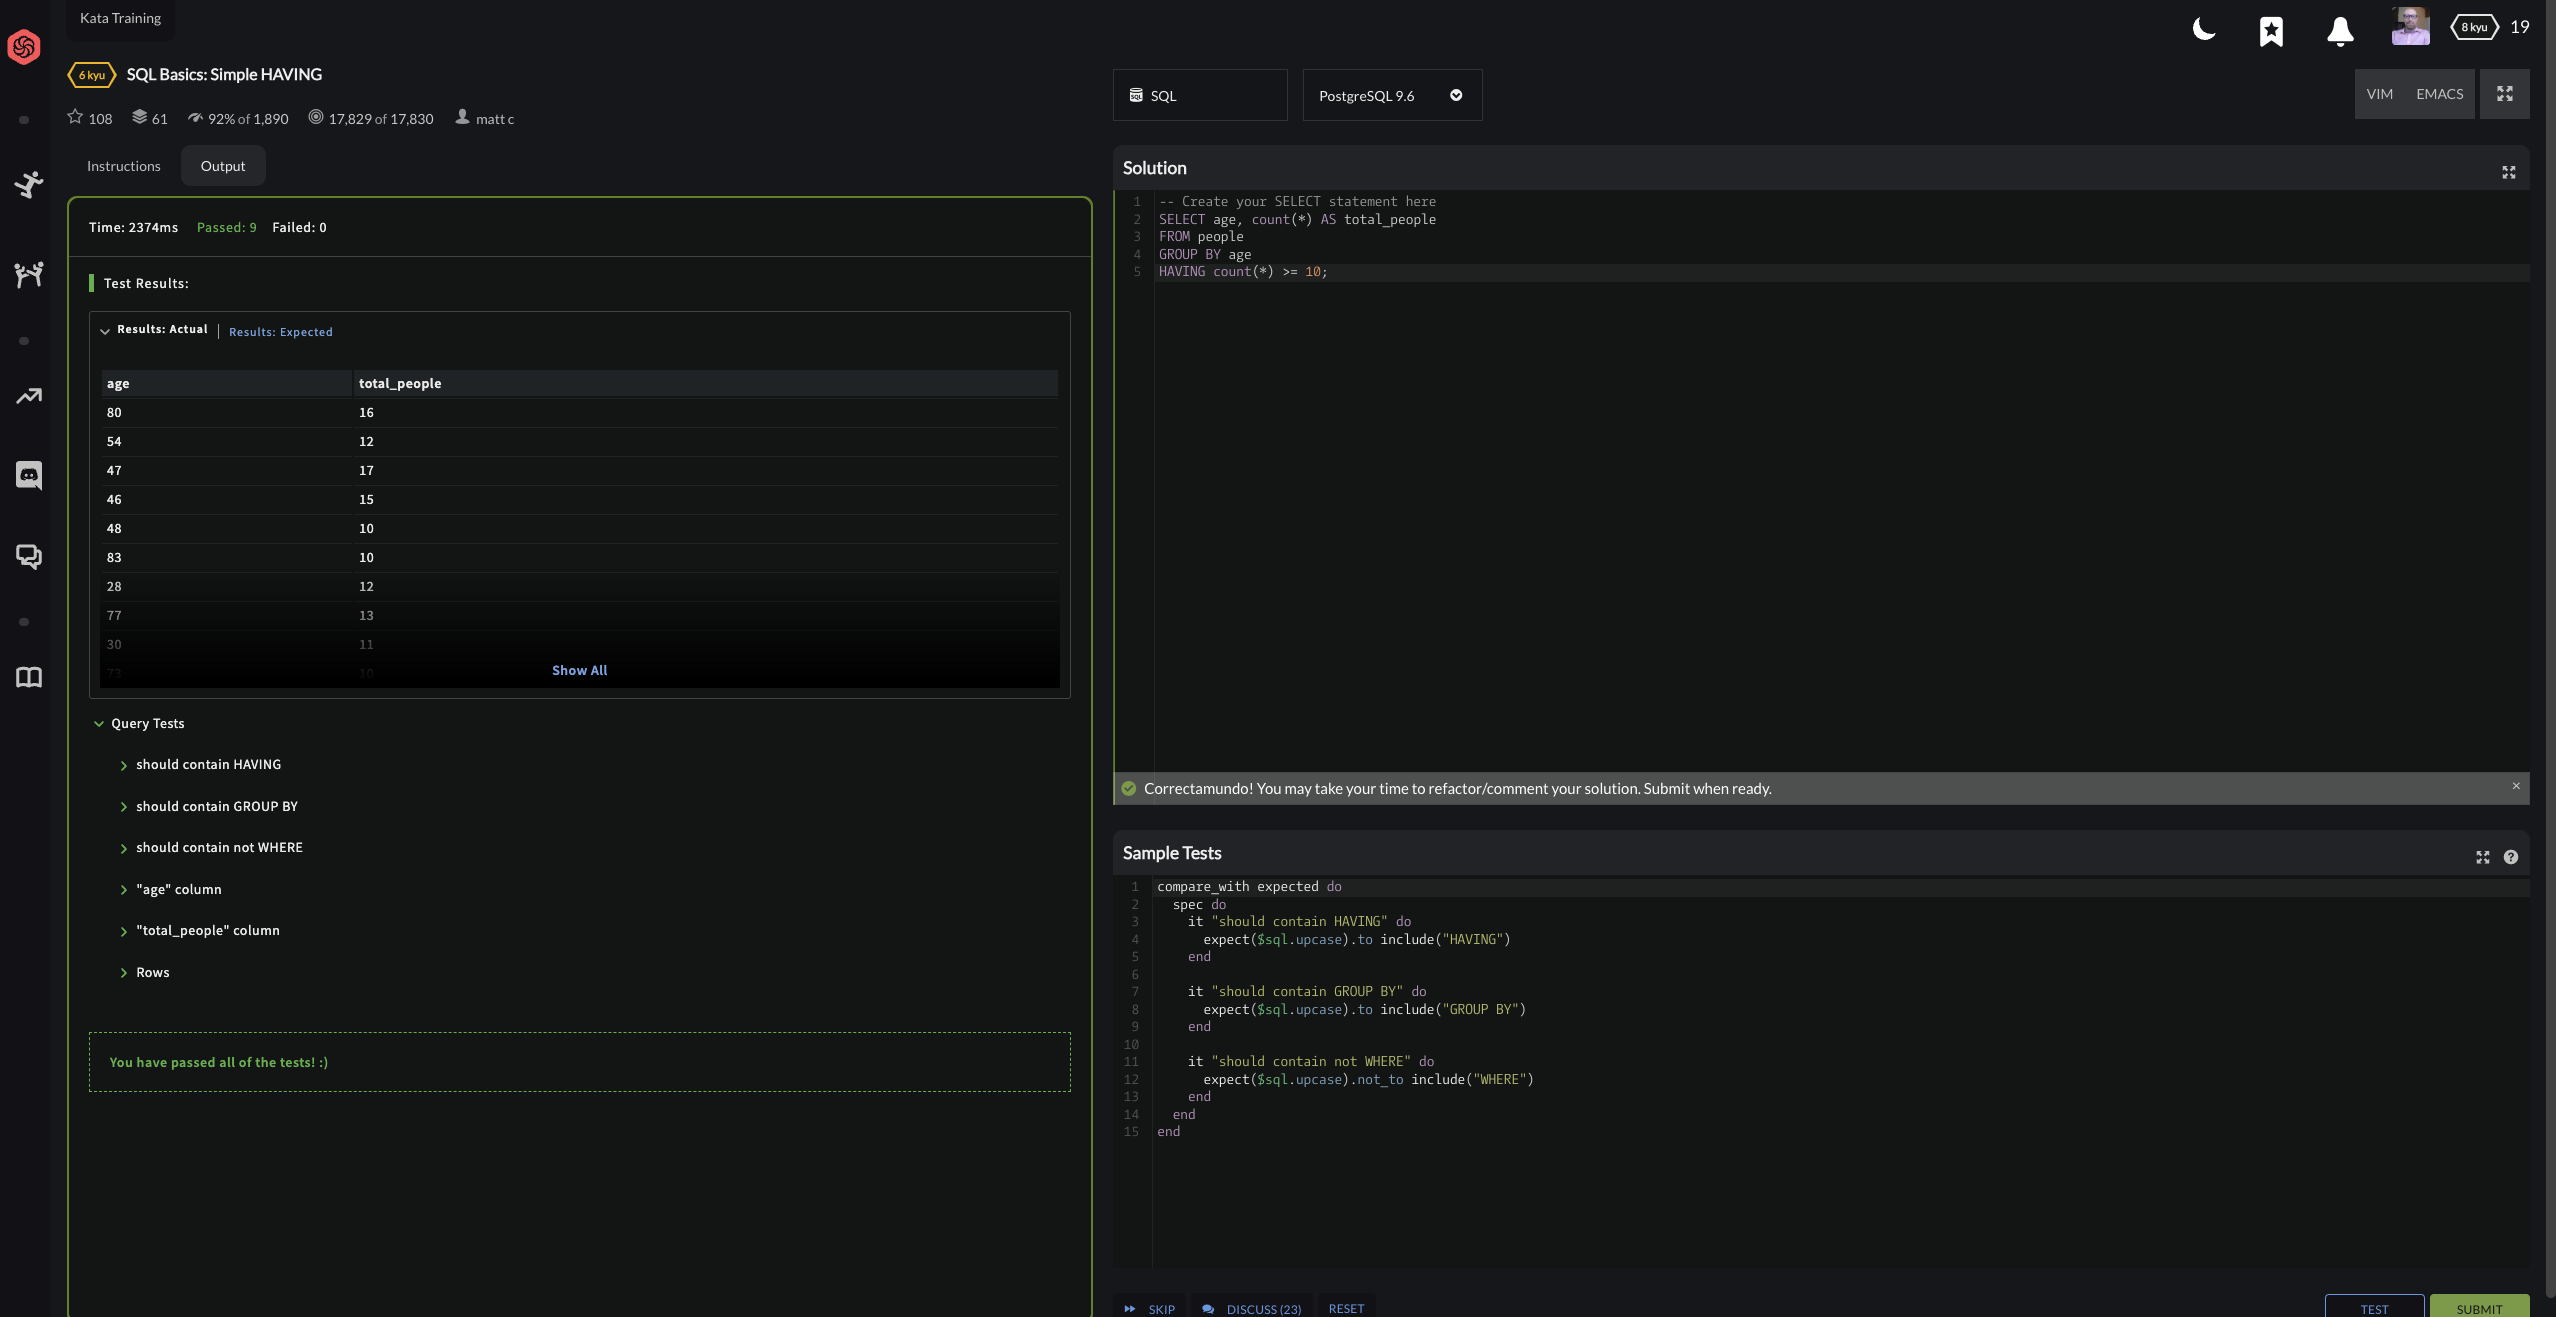 Kata Training
8 kyu 19
6 kyu SQL Basics: Simple HAVING
108 61 92% of 1,890 17,829 of 17,830 matt c
Instructions Output
Time: 2374ms Passed: 9 Failed: 0
Test Results:
Results: Actual | Results: Expected
age total_people
80 16
54 12
47 17
46 15
48 10
83 10
28 12
77 13
30 11
73 10
Show All
Query Tests
should contain HAVING
should contain GROUP BY
should contain not WHERE
"age" column
"total_people" column
Rows
You have passed all of the tests! :)
SQL PostgreSQL 9.6 VIM EMACS
Solution
1 -- Create your SELECT statement here
2 SELECT age, count(*) AS total_people
3 FROM people
4 GROUP BY age
5 HAVING count(*) >= 10;
Correctamundo! You may take your time to refactor/comment your solution. Submit when ready. ×
Sample Tests
1 compare_with expected do
2 spec do
3 it "should contain HAVING" do
4 expect($sql.upcase).to include("HAVING")
5 end
6
7 it "should contain GROUP BY" do
8 expect($sql.upcase).to include("GROUP BY")
9 end
10
11 it "should contain not WHERE" do
12 expect($sql.upcase).not_to include("WHERE")
13 end
14 end
15 end
SKIP DISCUSS (23) RESET TEST SUBMIT